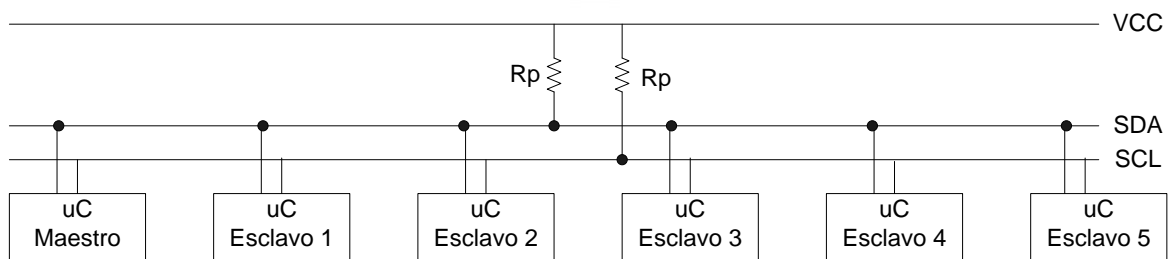 VCC
Rp
Rp
SDA
SCL
uC
Maestro
uC
Esclavo 1
uC
Esclavo 2
uC
Esclavo 3
uC
Esclavo 4
uC
Esclavo 5